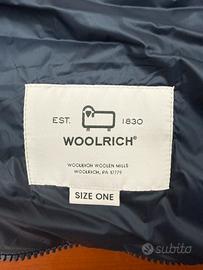 EST. 1830
WOOLRICH®
WOOLRICH WOOLEN MILLS
WOOLRICH, PA 17779
SIZE ONE
subito